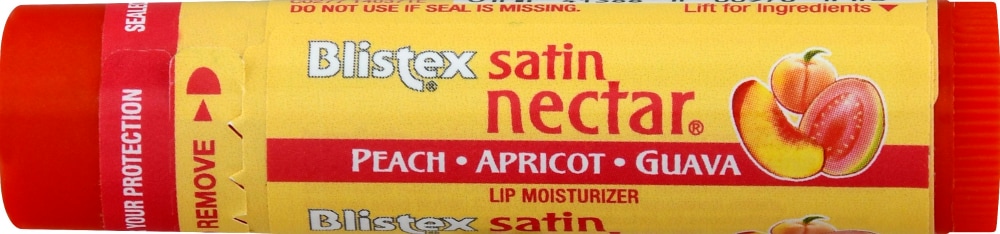 DO NOT USE IF SEAL IS MISSING.
Lift for Ingredients
Blistex®
satin
nectar®
PEACH • APRICOT • GUAVA
LIP MOISTURIZER
Blistex satin
SEALED
YOUR PROTECTION
REMOVE